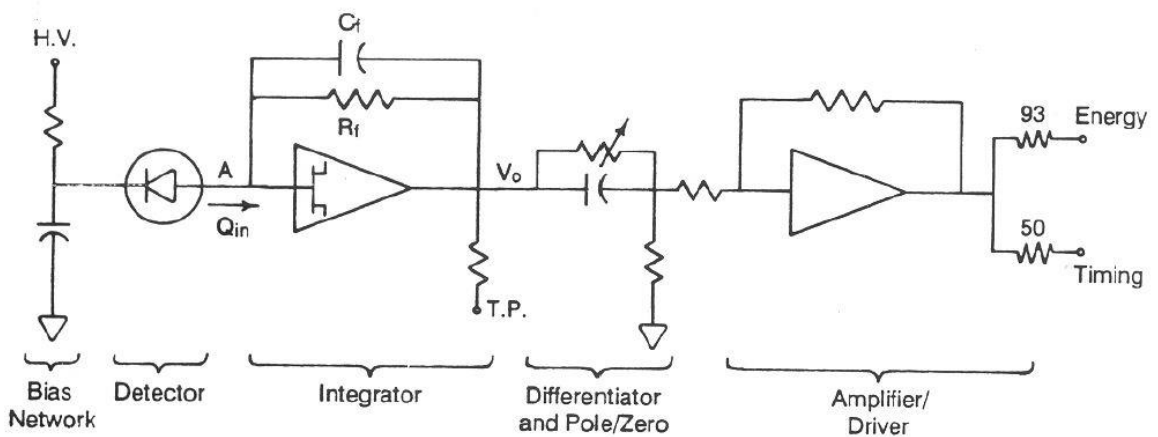 H.V.
Cf
Rf
A
Qin
Vo
T.P.
93
Energy
50
Timing
Bias
Network
Detector
Integrator
Differentiator
and Pole/Zero
Amplifier/
Driver